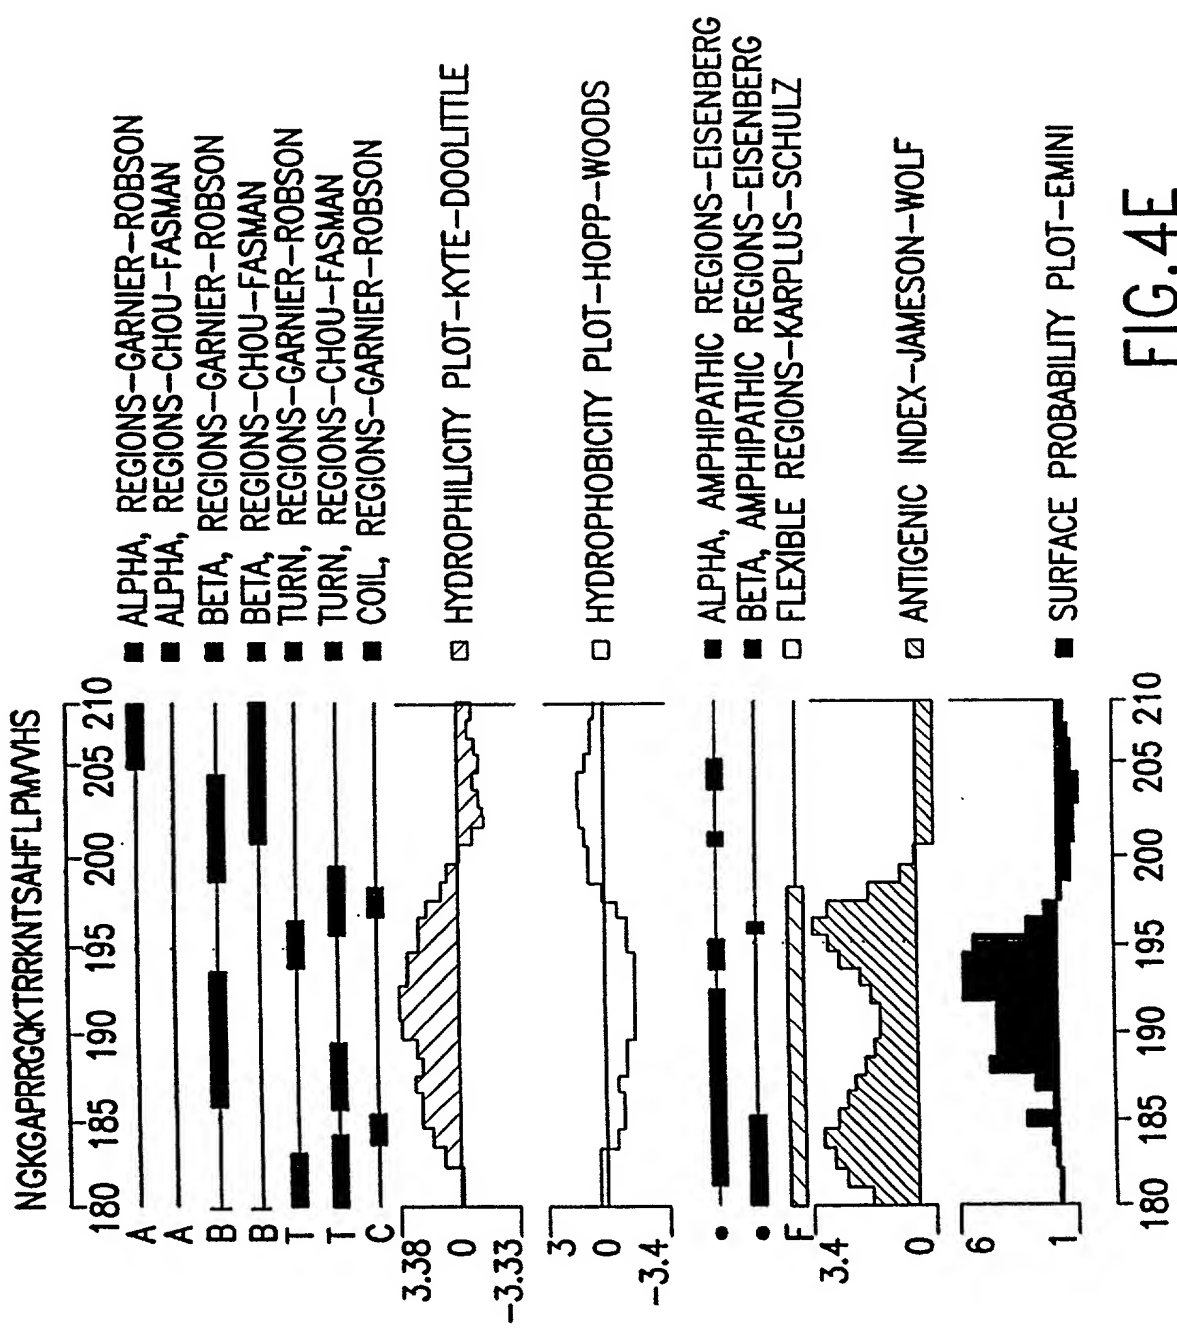 NGKGAPRRGQKTRRKNTSAHFLPMVVHS
180 185 190 195 200 205 210
A ALPHA, REGIONS-GARNIER-ROBSON
A ALPHA, REGIONS-CHOU-FASMAN
B BETA, REGIONS-GARNIER-ROBSON
B BETA, REGIONS-CHOU-FASMAN
T TURN, REGIONS-GARNIER-ROBSON
T TURN, REGIONS-CHOU-FASMAN
C COIL, REGIONS-GARNIER-ROBSON
3.38
0
-3.33
HYDROPHILICITY PLOT-KYTE-DOOLITTLE
3
0
-3.4
HYDROPHOBICITY PLOT-HOPP-WOODS
ALPHA, AMPHIPATHIC REGIONS-EISENBERG
BETA, AMPHIPATHIC REGIONS-EISENBERG
F FLEXIBLE REGIONS-KARPLUS-SCHULZ
3.4
0
ANTIGENIC INDEX-JAMESON-WOLF
6
1
SURFACE PROBABILITY PLOT-EMINI
180 185 190 195 200 205 210
FIG.4E